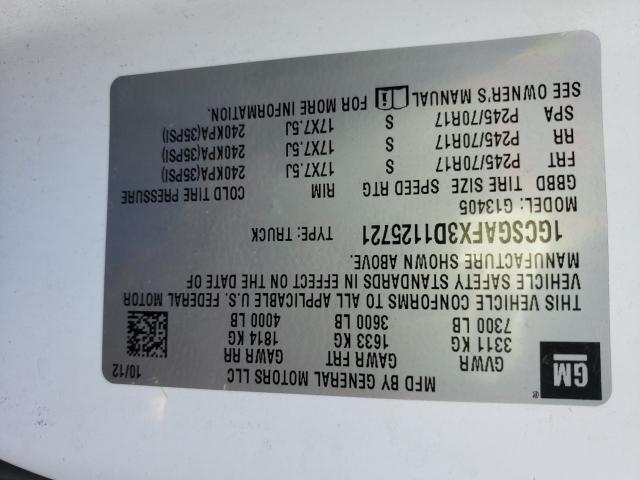 MFD BY GENERAL MOTORS LLC 10/12
GM ®
GVWR GAWR FRT GAWR RR
3311 KG 1633 KG 1814 KG
7300 LB 3600 LB 4000 LB
THIS VEHICLE CONFORMS TO ALL APPLICABLE U.S. FEDERAL MOTOR
VEHICLE SAFETY STANDARDS IN EFFECT ON THE DATE OF
MANUFACTURE SHOWN ABOVE.
1GCSGAFX3D1125721 TYPE: TRUCK
MODEL: G13405
GBBD TIRE SIZE SPEED RTG RIM COLD TIRE PRESSURE
FRT P245/70R17 S 17X7.5J 240KPA(35PSI)
RR P245/70R17 S 17X7.5J 240KPA(35PSI)
SPA P245/70R17 S 17X7.5J 240KPA(35PSI)
SEE OWNER'S MANUAL FOR MORE INFORMATION.